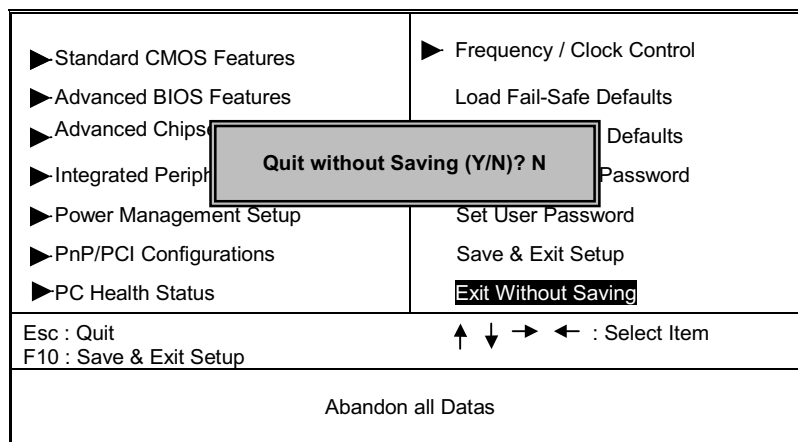 Standard CMOS Features
Advanced BIOS Features
Advanced Chips
Integrated Periph
Power Management Setup
PnP/PCI Configurations
PC Health Status
Frequency / Clock Control
Load Fail-Safe Defaults
Defaults
Password
Set User Password
Save & Exit Setup
Exit Without Saving
Quit without Saving (Y/N)? N
Esc : Quit
F10 : Save & Exit Setup
↑ ↓ → ← : Select Item
Abandon all Datas